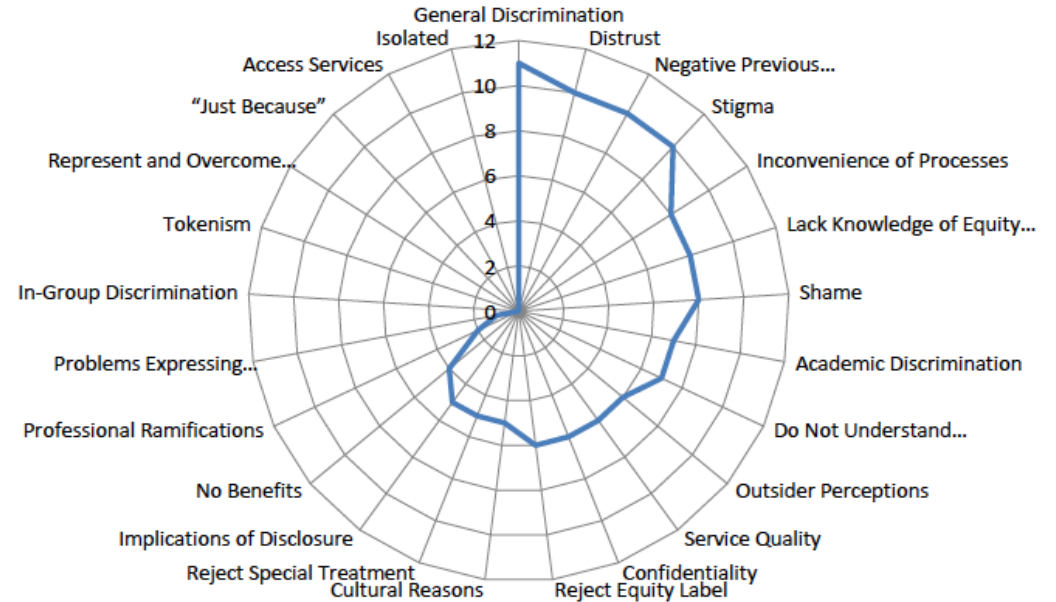 General Discrimination
Distrust
Negative Previous...
Stigma
Inconvenience of Processes
Lack Knowledge of Equity...
Shame
Academic Discrimination
Do Not Understand...
Outsider Perceptions
Service Quality
Confidentiality
Reject Equity Label
Cultural Reasons
Reject Special Treatment
Implications of Disclosure
No Benefits
Professional Ramifications
Problems Expressing...
In-Group Discrimination
Tokenism
Represent and Overcome...
“Just Because”
Access Services
Isolated
12
10
8
6
4
2
0